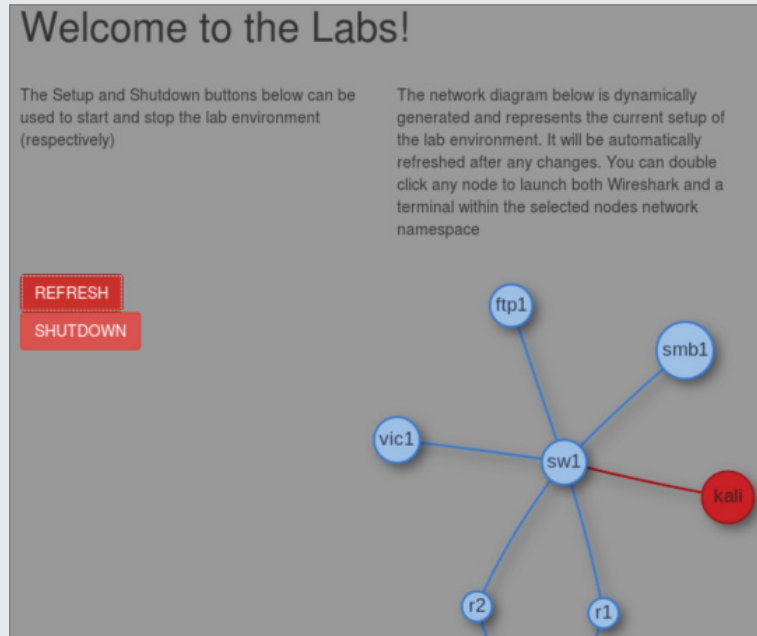 Welcome to the Labs!
The Setup and Shutdown buttons below can be
used to start and stop the lab environment
(respectively)
The network diagram below is dynamically
generated and represents the current setup of
the lab environment. It will be automatically
refreshed after any changes. You can double
click any node to launch both Wireshark and a
terminal within the selected nodes network
namespace
REFRESH
SHUTDOWN
ftp1
smb1
vic1
sw1
kali
r2
r1